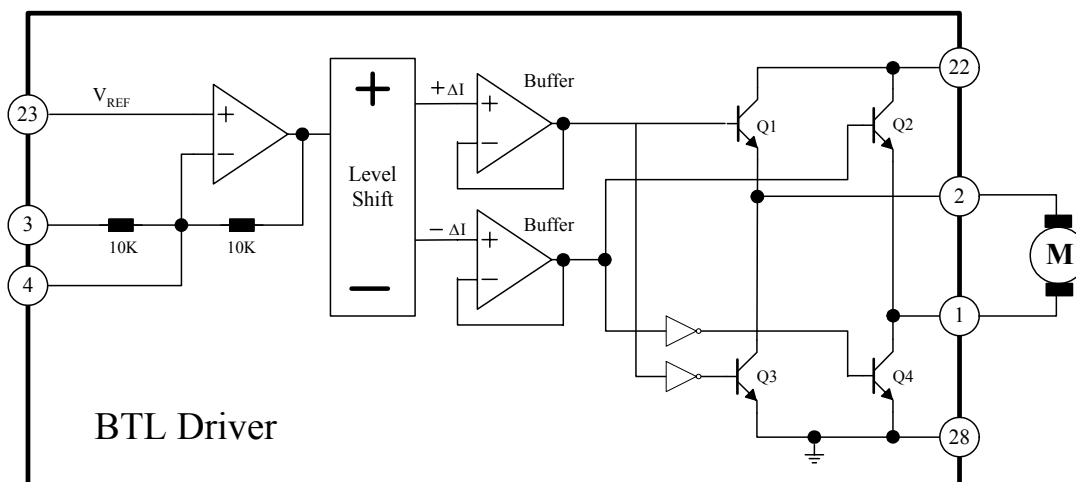 22
Buffer
+ΔI
23
V_REF
+
+
+
Q1
Q2
−
−
Level
Shift
2
3
10K
10K
− ΔI
Buffer
+
M
4
−
−
1
Q3
Q4
BTL Driver
28